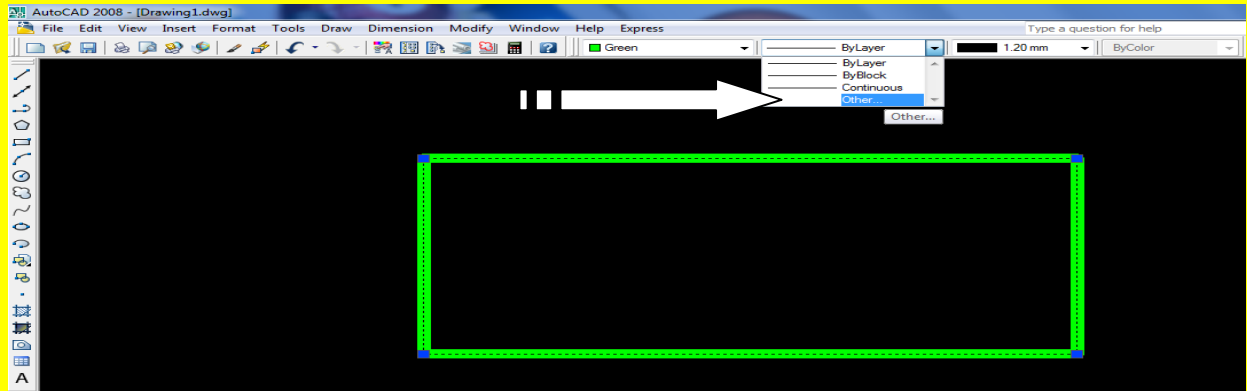 AutoCAD 2008 - [Drawing1.dwg]
File Edit View Insert Format Tools Draw Dimension Modify Window Help Express Type a question for help
Green ByLayer 1.20 mm ByColor
ByLayer
ByBlock
Continuous
Other...
Other...
A